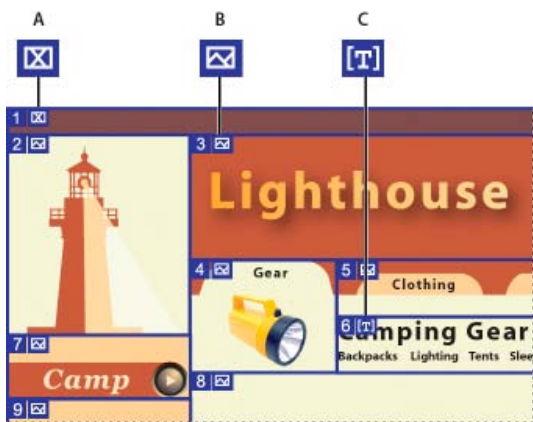 A B C
[T]
1
2 3
Lighthouse
4 Gear 5
Clothing
6 [T]
Camping Gear
Backpacks Lighting Tents
7
Camp
8
9